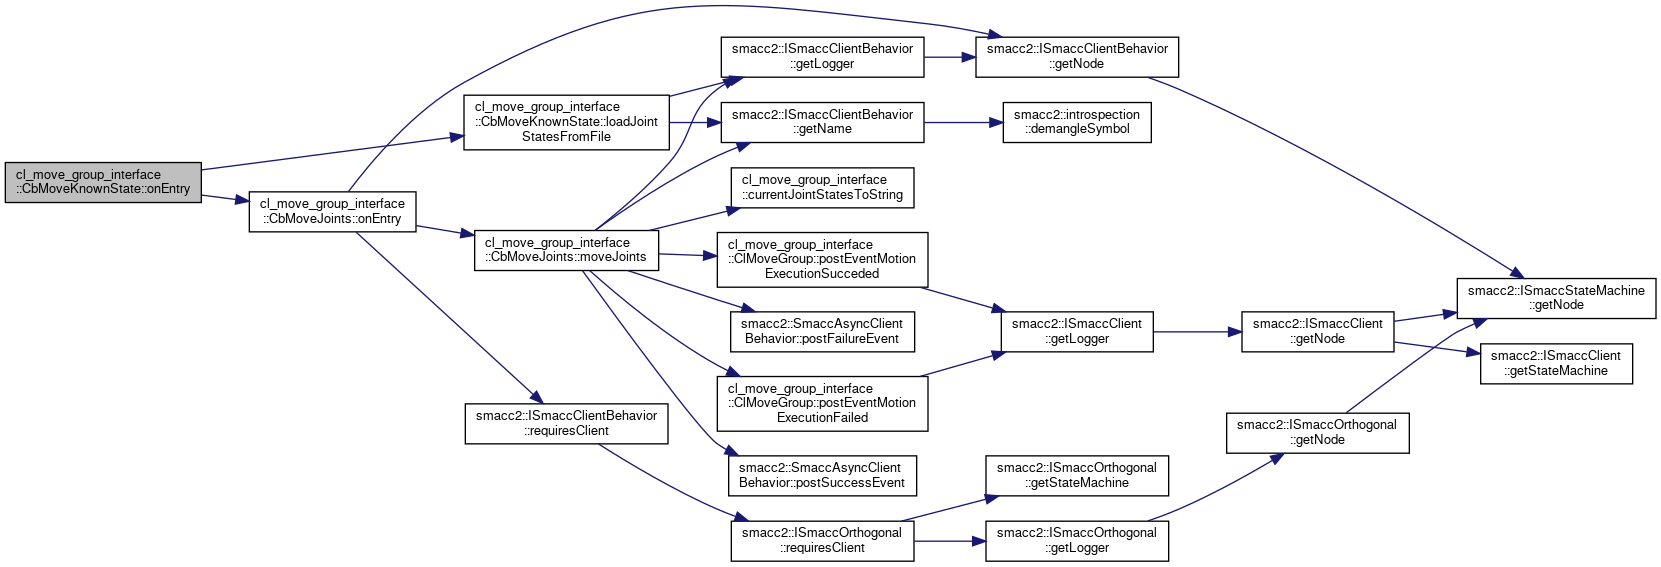 cl_move_group_interface
::CbMoveKnownState::onEntry
cl_move_group_interface
::CbMoveJoints::onEntry
cl_move_group_interface
::CbMoveKnownState::loadJoint
StatesFromFile
cl_move_group_interface
::CbMoveJoints::moveJoints
smacc2::ISmaccClientBehavior
::requiresClient
smacc2::ISmaccClientBehavior
::getLogger
smacc2::ISmaccClientBehavior
::getName
cl_move_group_interface
::currentJointStatesToString
cl_move_group_interface
::ClMoveGroup::postEventMotion
ExecutionSucceded
smacc2::SmaccAsyncClient
Behavior::postFailureEvent
cl_move_group_interface
::ClMoveGroup::postEventMotion
ExecutionFailed
smacc2::SmaccAsyncClient
Behavior::postSuccessEvent
smacc2::ISmaccOrthogonal
::requiresClient
smacc2::ISmaccClientBehavior
::getNode
smacc2::introspection
::demangleSymbol
smacc2::ISmaccClient
::getLogger
smacc2::ISmaccOrthogonal
::getStateMachine
smacc2::ISmaccOrthogonal
::getLogger
smacc2::ISmaccClient
::getNode
smacc2::ISmaccOrthogonal
::getNode
smacc2::ISmaccStateMachine
::getNode
smacc2::ISmaccClient
::getStateMachine